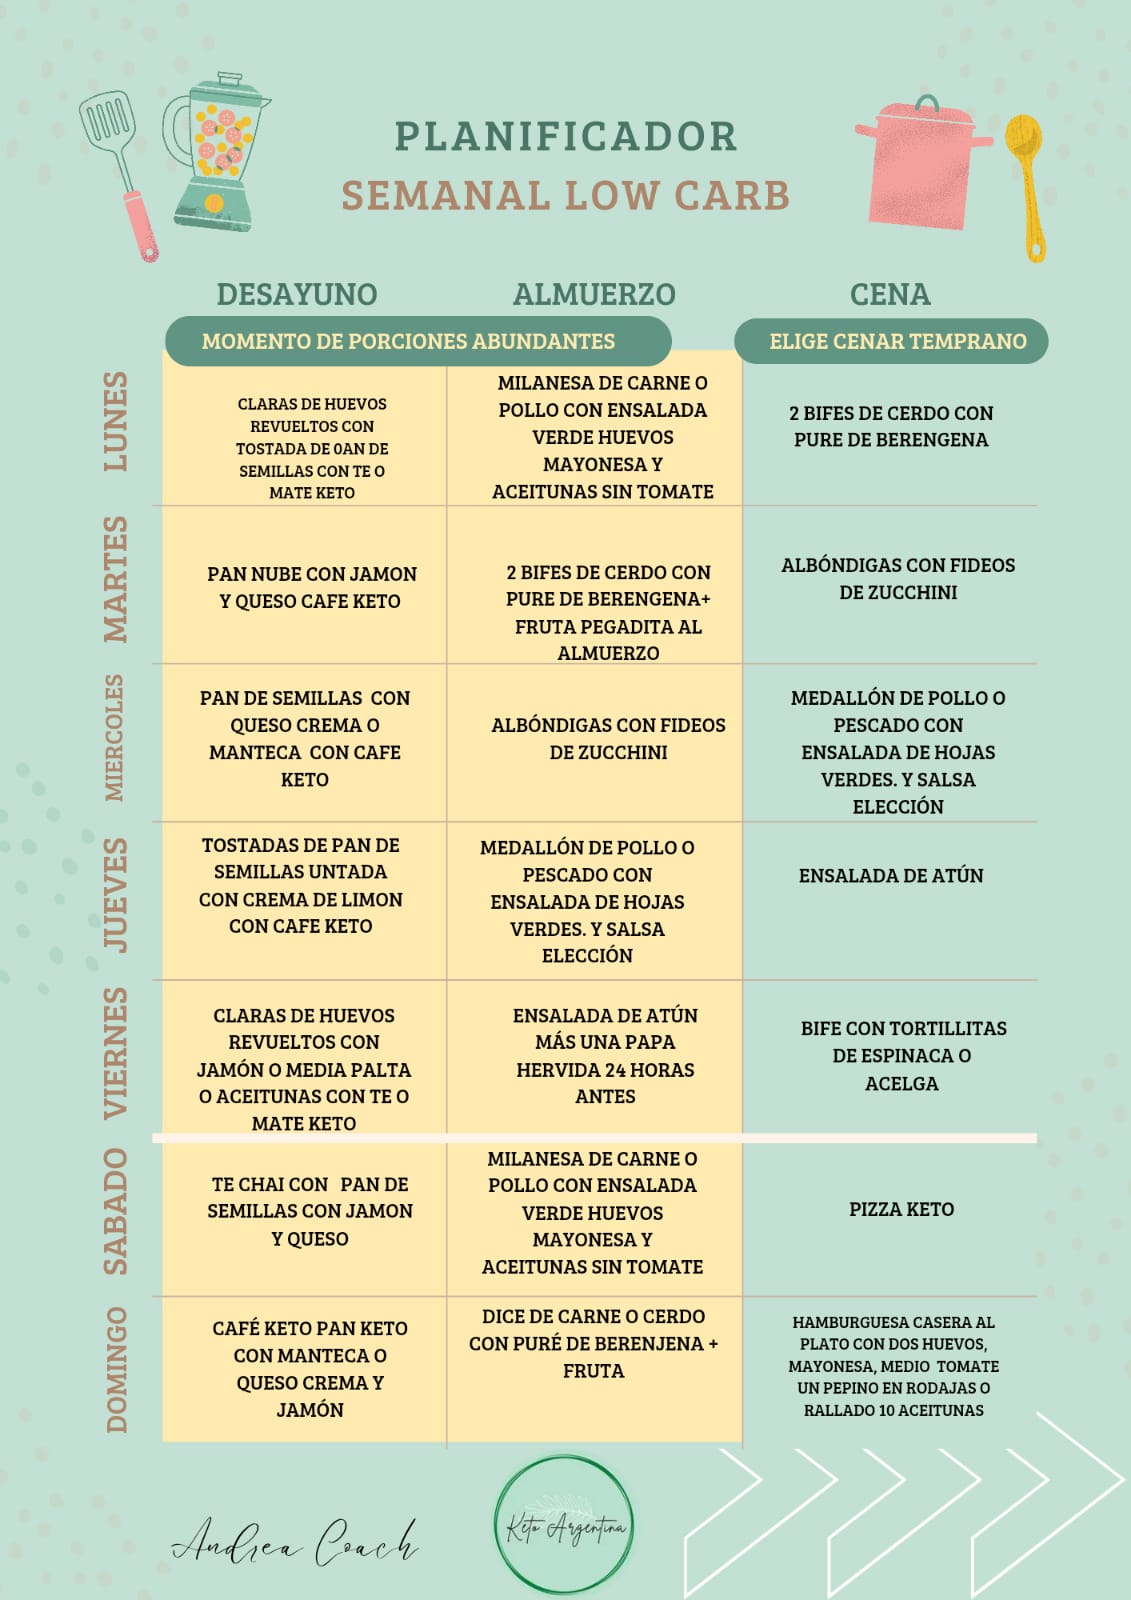 PLANIFICADOR
SEMANAL LOW CARB
DESAYUNO
ALMUERZO
CENA
MOMENTO DE PORCIONES ABUNDANTES
ELIGE CENAR TEMPRANO
LUNES
CLARAS DE HUEVOS
REVUELTOS CON
TOSTADA DE 0AN DE
SEMILLAS CON TE O
MATE KETO
MILANESA DE CARNE O
POLLO CON ENSALADA
VERDE HUEVOS
MAYONESA Y
ACEITUNAS SIN TOMATE
2 BIFES DE CERDO CON
PURE DE BERENGENA
MARTES
PAN NUBE CON JAMON
Y QUESO CAFE KETO
2 BIFES DE CERDO CON
PURE DE BERENGENA+
FRUTA PEGADITA AL
ALMUERZO
ALBÓNDIGAS CON FIDEOS
DE ZUCCHINI
MIERCOLES
PAN DE SEMILLAS CON
QUESO CREMA O
MANTECA CON CAFE
KETO
ALBÓNDIGAS CON FIDEOS
DE ZUCCHINI
MEDALLÓN DE POLLO O
PESCADO CON
ENSALADA DE HOJAS
VERDES. Y SALSA
ELECCIÓN
JUEVES
TOSTADAS DE PAN DE
SEMILLAS UNTADA
CON CREMA DE LIMON
CON CAFE KETO
MEDALLÓN DE POLLO O
PESCADO CON
ENSALADA DE HOJAS
VERDES. Y SALSA
ELECCIÓN
ENSALADA DE ATÚN
VIERNES
CLARAS DE HUEVOS
REVUELTOS CON
JAMÓN O MEDIA PALTA
O ACEITUNAS CON TE O
MATE KETO
ENSALADA DE ATÚN
MÁS UNA PAPA
HERVIDA 24 HORAS
ANTES
BIFE CON TORTILLITAS
DE ESPINACA O
ACELGA
SABADO
TE CHAI CON PAN DE
SEMILLAS CON JAMON
Y QUESO
MILANESA DE CARNE O
POLLO CON ENSALADA
VERDE HUEVOS
MAYONESA Y
ACEITUNAS SIN TOMATE
PIZZA KETO
DOMINGO
CAFÉ KETO PAN KETO
CON MANTECA O
QUESO CREMA Y
JAMÓN
DICE DE CARNE O CERDO
CON PURÉ DE BERENJENA +
FRUTA
HAMBURGUESA CASERA AL
PLATO CON DOS HUEVOS,
MAYONESA, MEDIO TOMATE
UN PEPINO EN RODAJAS O
RALLADO 10 ACEITUNAS
Andrea Coach
Keto Argentina